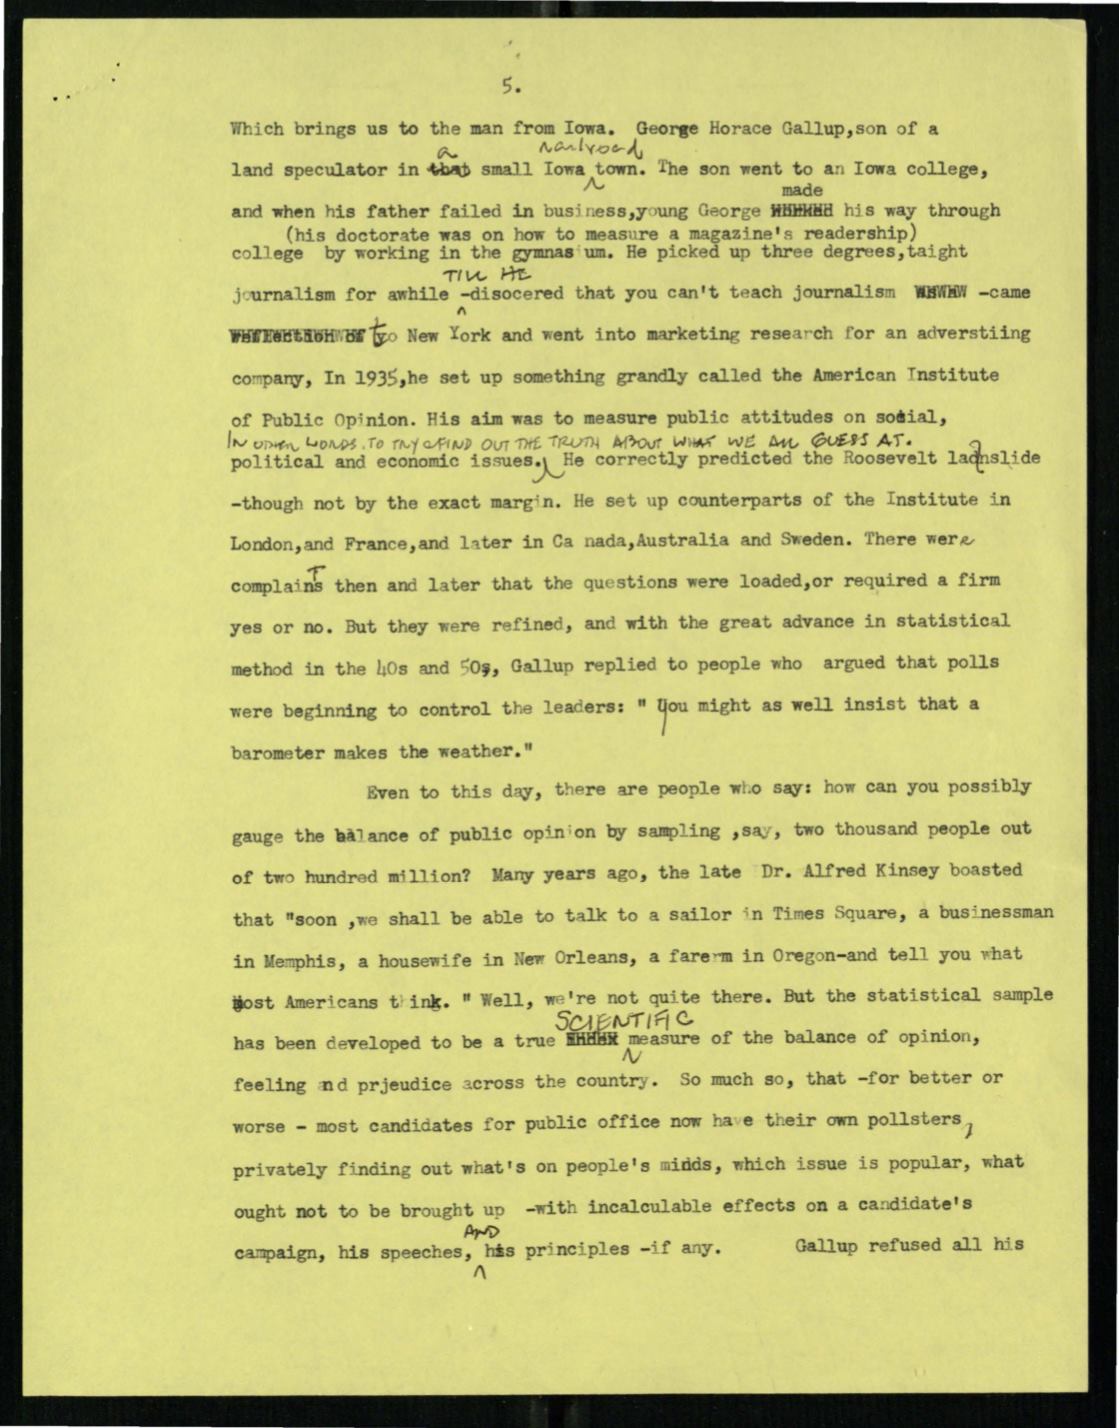 5.
Which brings us to the man from Iowa. George Horace Gallup,son of a
a railroad
land speculator in that small Iowa town. The son went to an Iowa college,
made
and when his father failed in business,young George his way through
(his doctorate was on how to measure a magazine's readership)
college by working in the gymnasium. He picked up three degrees,taight
TILL HE
journalism for awhile -disocered that you can't teach journalism -came
to New York and went into marketing research for an adverstiing
company, In 1935,he set up something grandly called the American Institute
of Public Opinion. His aim was to measure public attitudes on social,
IN OTHER WORDS. TO TRY & FIND OUT THE TRUTH ABOUT WHAT WE ALL GUESS AT.
political and economic issues. He correctly predicted the Roosevelt ladnslide
-though not by the exact margin. He set up counterparts of the Institute in
London,and France,and later in Ca nada,Australia and Sweden. There were
complaints then and later that the questions were loaded,or required a firm
yes or no. But they were refined, and with the great advance in statistical
method in the 40s and 50s, Gallup replied to people who argued that polls
were beginning to control the leaders: " You might as well insist that a
barometer makes the weather."
Even to this day, there are people who say: how can you possibly
gauge the balance of public opinion by sampling ,say, two thousand people out
of two hundred million? Many years ago, the late Dr. Alfred Kinsey boasted
that "soon ,we shall be able to talk to a sailor in Times Square, a businessman
in Memphis, a housewife in New Orleans, a farerm in Oregon-and tell you what
most Americans think. " Well, we're not quite there. But the statistical sample
SCIENTIFIC
has been developed to be a true measure of the balance of opinion,
feeling and prjeudice across the country. So much so, that -for better or
worse - most candidates for public office now have their own pollsters,
privately finding out what's on people's minds, which issue is popular, what
ought not to be brought up -with incalculable effects on a candidate's
AND
campaign, his speeches, his principles -if any. Gallup refused all his